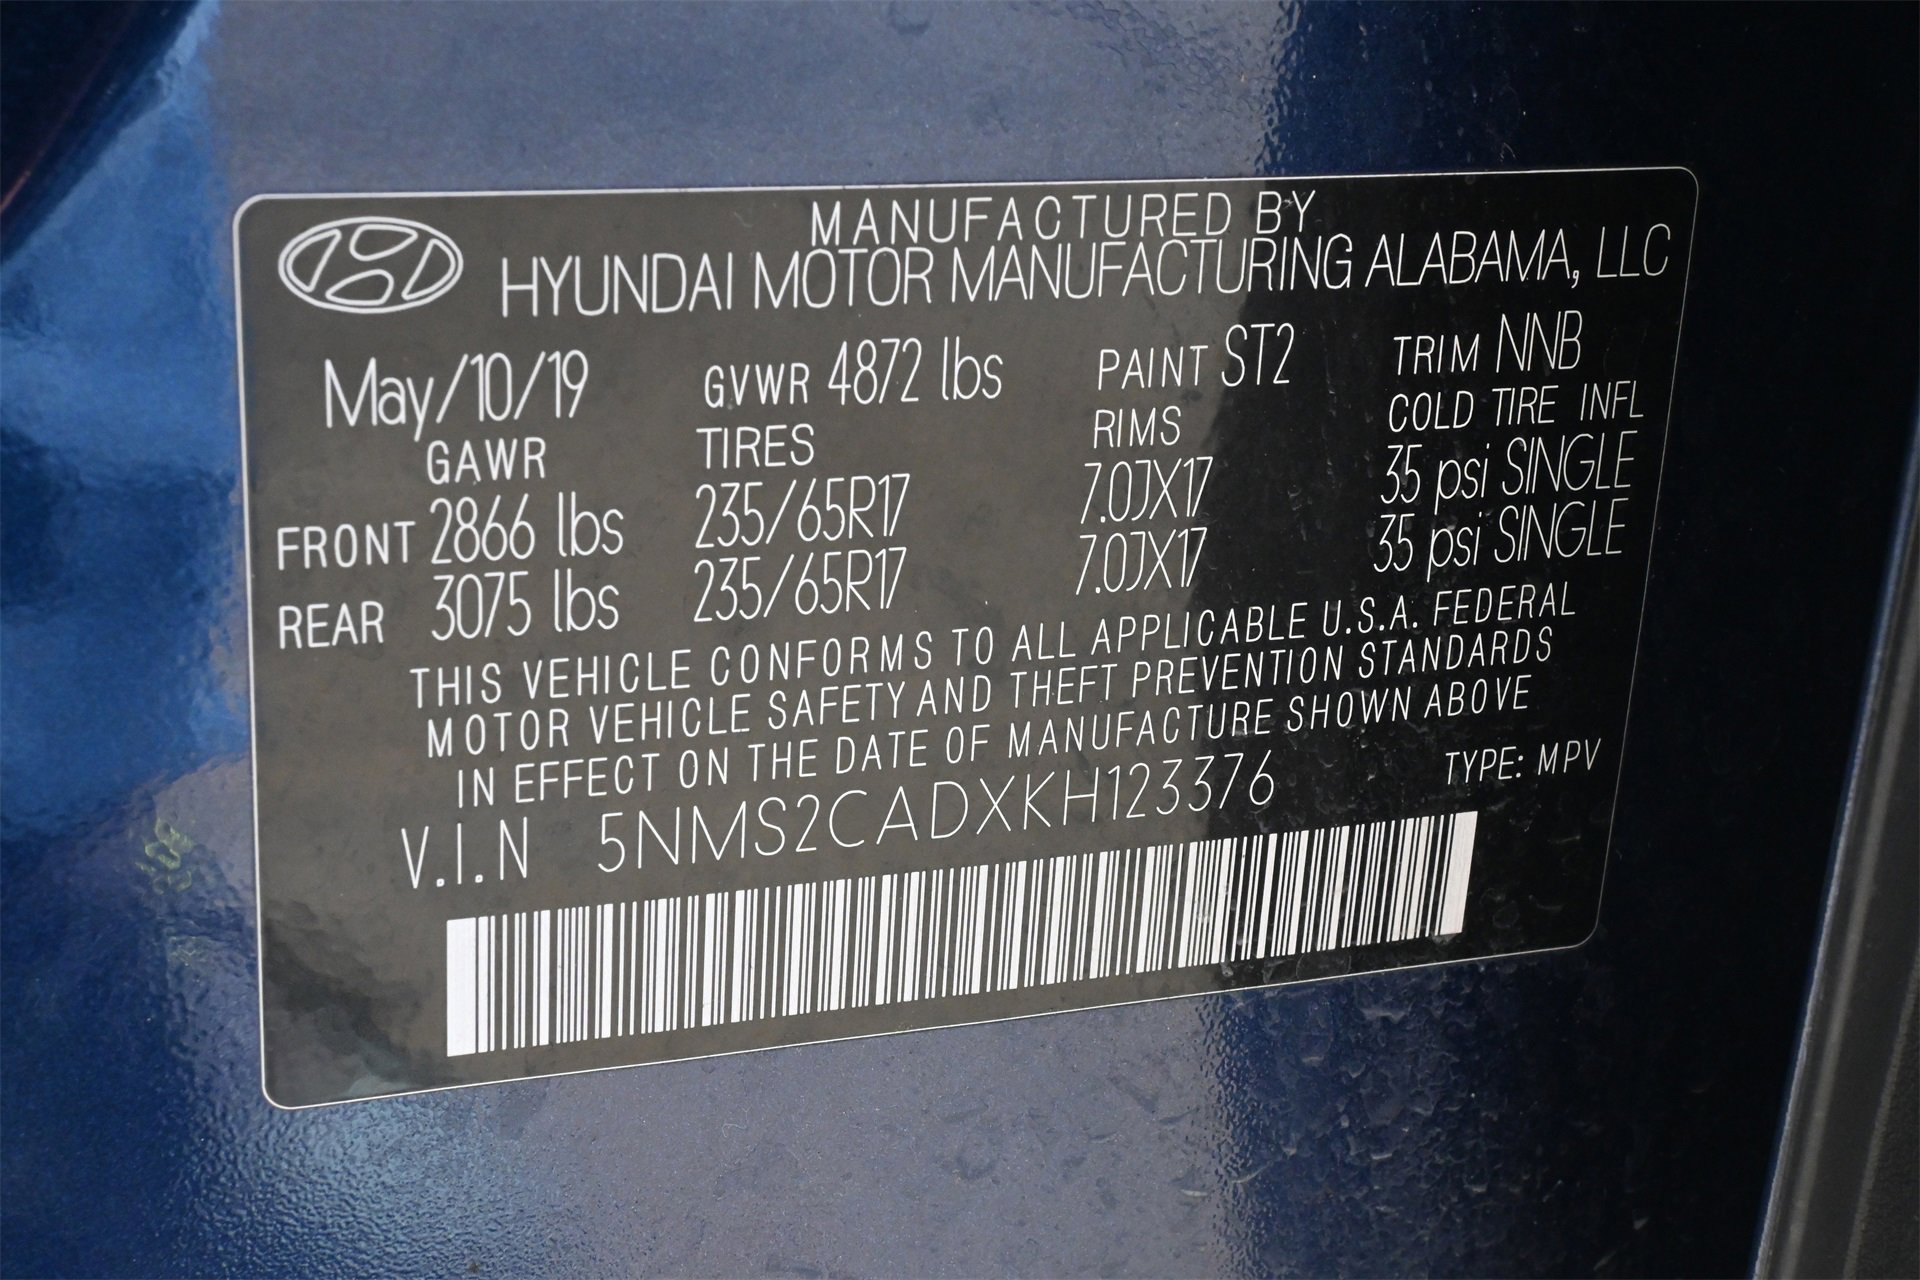 MANUFACTURED BY
HYUNDAI MOTOR MANUFACTURING ALABAMA, LLC
May/10/19 GVWR 4872 lbs PAINT ST2 TRIM NNB
GAWR TIRES RIMS COLD TIRE INFL
FRONT 2866 lbs 235/65R17 7.0JX17 35 psi SINGLE
REAR 3075 lbs 235/65R17 7.0JX17 35 psi SINGLE
THIS VEHICLE CONFORMS TO ALL APPLICABLE U.S.A. FEDERAL
MOTOR VEHICLE SAFETY AND THEFT PREVENTION STANDARDS
IN EFFECT ON THE DATE OF MANUFACTURE SHOWN ABOVE
V.I.N 5NMS2CADXKH123376 TYPE: MPV